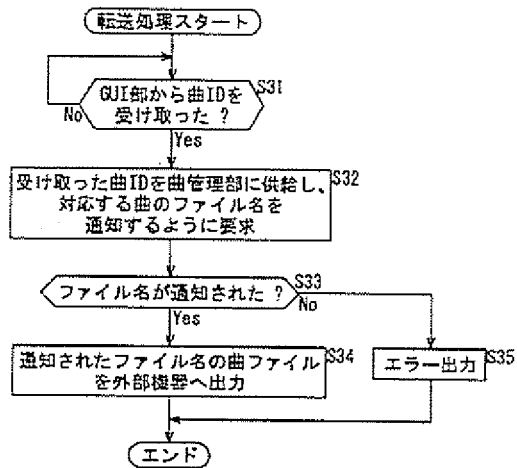 転送処理スタート
S31
GUI部から曲IDを
受け取った ?
No
Yes
S32
受け取った曲IDを曲管理部に供給し、
対応する曲のファイル名を
通知するように要求
S33
ファイル名が通知された ?
No
Yes
S34
通知されたファイル名の曲ファイル
を外部機器へ出力
S35
エラー出力
エンド